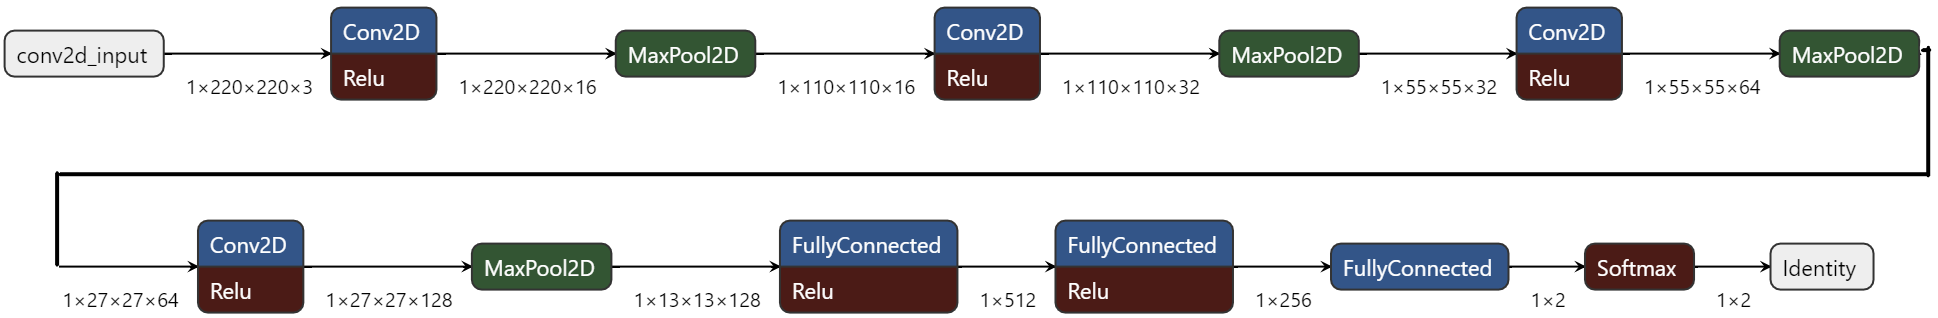 conv2d_input
1×220×220×3
Conv2D
Relu
1×220×220×16
MaxPool2D
1×110×110×16
Conv2D
Relu
1×110×110×32
MaxPool2D
1×55×55×32
Conv2D
Relu
1×55×55×64
MaxPool2D
1×27×27×64
Conv2D
Relu
1×27×27×128
MaxPool2D
1×13×13×128
FullyConnected
Relu
1×512
FullyConnected
Relu
1×256
FullyConnected
1×2
Softmax
1×2
Identity